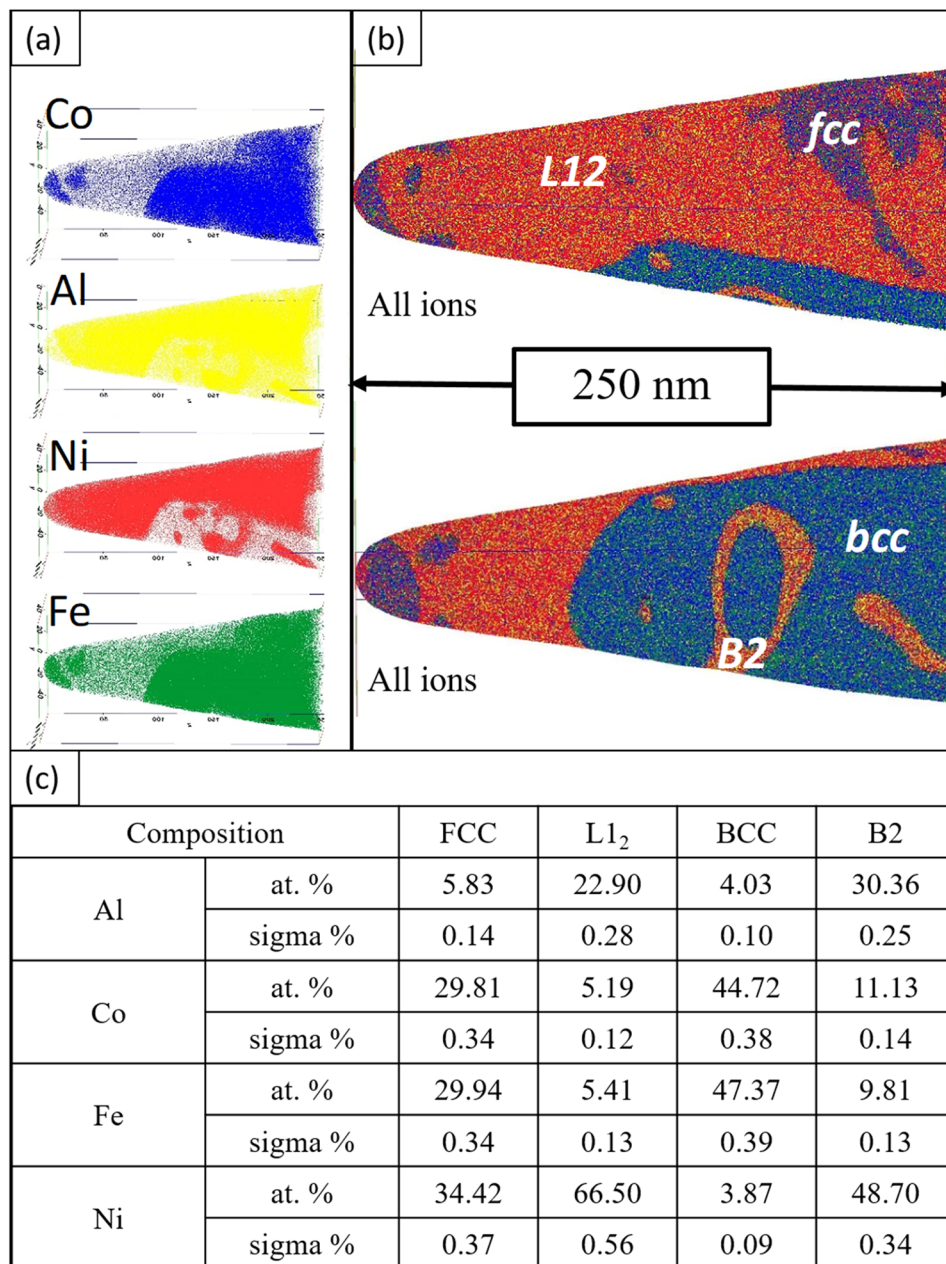 (a)
(b)
Co
Al
Ni
Fe
fcc
L12
All ions
250 nm
bcc
B2
All ions
(c)
Composition FCC L1₂ BCC B2
Al at. % 5.83 22.90 4.03 30.36
sigma % 0.14 0.28 0.10 0.25
Co at. % 29.81 5.19 44.72 11.13
sigma % 0.34 0.12 0.38 0.14
Fe at. % 29.94 5.41 47.37 9.81
sigma % 0.34 0.13 0.39 0.13
Ni at. % 34.42 66.50 3.87 48.70
sigma % 0.37 0.56 0.09 0.34